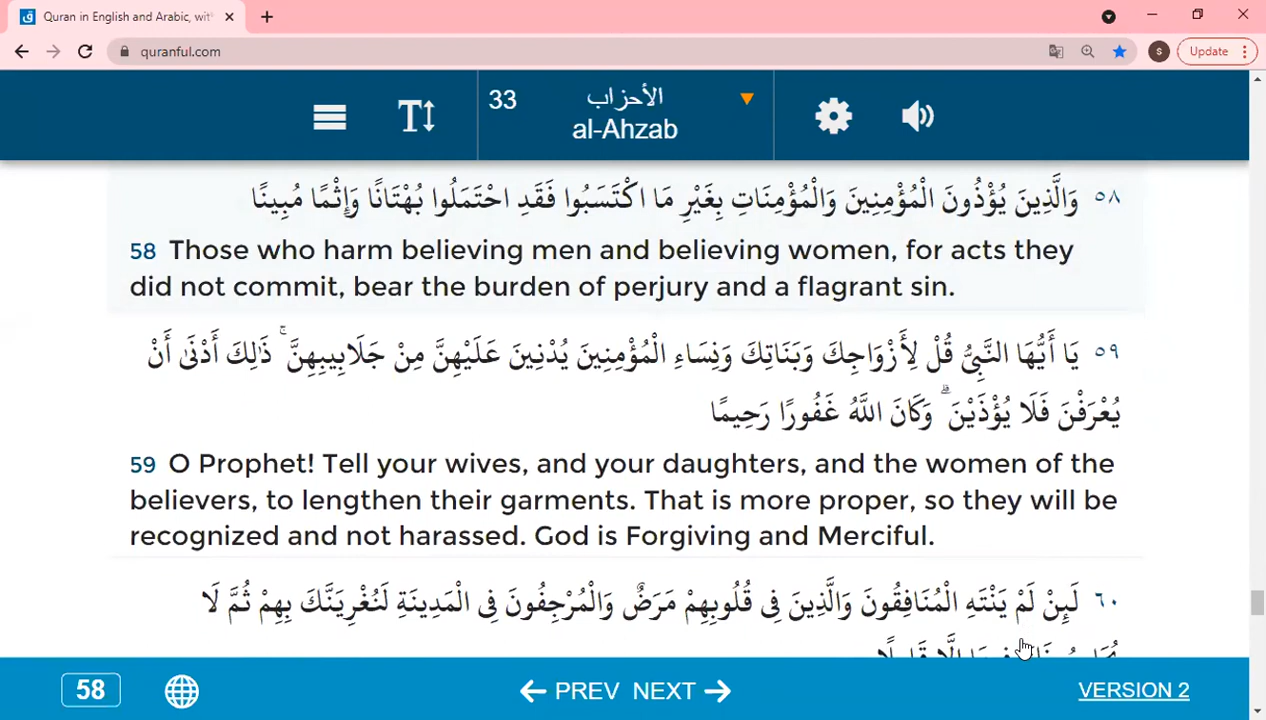 Quran in English and Arabic, wit
quranful.com
S
Update
T
33
الأحزاب
al-Ahzab
٥٨ وَالَّذِينَ يُؤْذُونَ الْمُؤْمِنِينَ وَالْمُؤْمِنَاتِ بِغَيْرِ مَا اكْتَسَبُوا فَقَدِ احْتَمَلُوا بُهْتَانًا وَإِثْمًا مُبِينًا
58 Those who harm believing men and believing women, for acts they
did not commit, bear the burden of perjury and a flagrant sin.
٥٩ يَا أَيُّهَا النَّبِيُّ قُلْ لِأَزْوَاجِكَ وَبَنَاتِكَ وَنِسَاءِ الْمُؤْمِنِينَ يُدْنِينَ عَلَيْهِنَّ مِنْ جَلَابِيبِهِنَّ ۚ ذَٰلِكَ أَدْنَىٰ أَنْ
يُعْرَفْنَ فَلَا يُؤْذَيْنَ ۗ وَكَانَ اللَّهُ غَفُورًا رَحِيمًا
59 O Prophet! Tell your wives, and your daughters, and the women of the
believers, to lengthen their garments. That is more proper, so they will be
recognized and not harassed. God is Forgiving and Merciful.
٦٠ لَئِنْ لَمْ يَنْتَهِ الْمُنَافِقُونَ وَالَّذِينَ فِي قُلُوبِهِمْ مَرَضٌ وَالْمُرْجِفُونَ فِي الْمَدِينَةِ لَنُغْرِيَنَّكَ بِهِمْ ثُمَّ لَا
58
PREV NEXT
VERSION 2